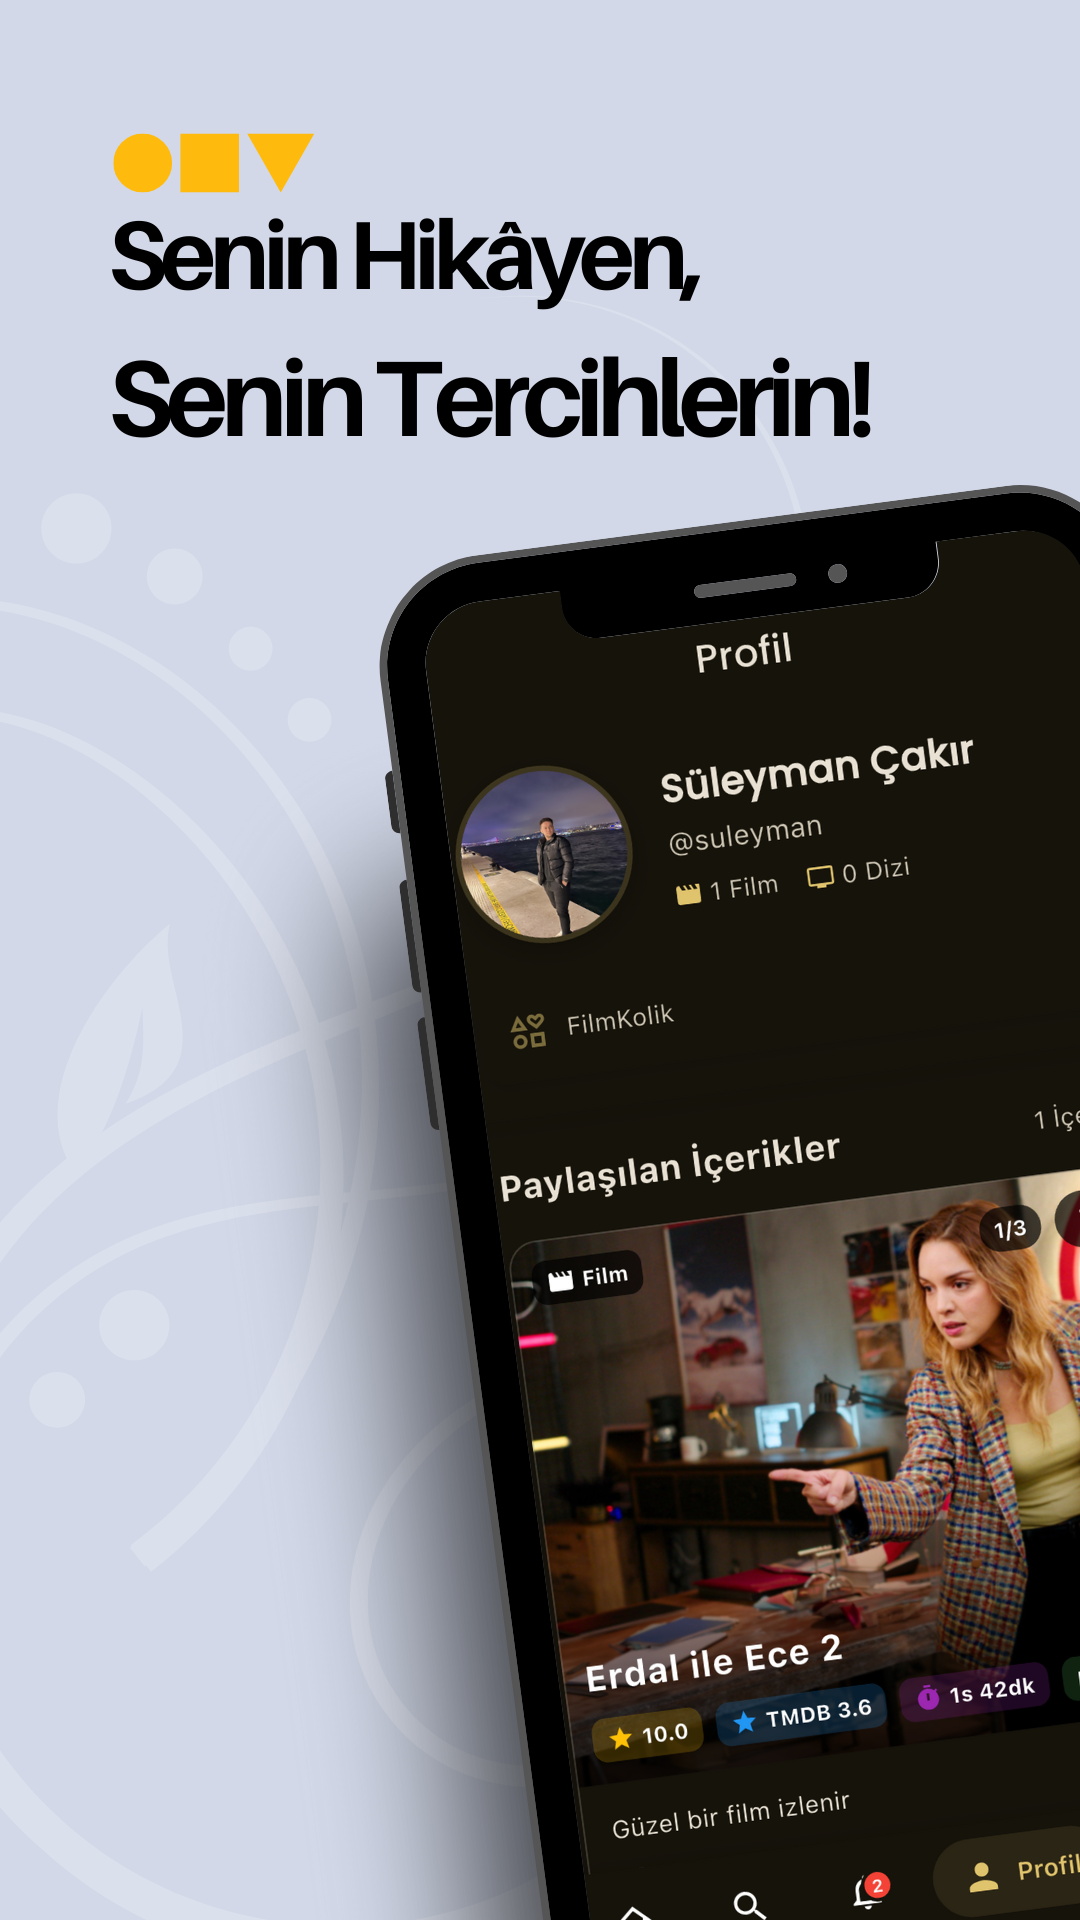 Senin Hikâyen,
Senin Tercihlerin!
Profil
Süleyman Çakır
@suleyman
1 Film 0 Dizi
FilmKolik
Paylaşılan İçerikler
1
Film 1/3
Erdal ile Ece 2
10.0 TMDB 3.6 1s 42dk
Güzel bir film izlenir
2 Profil